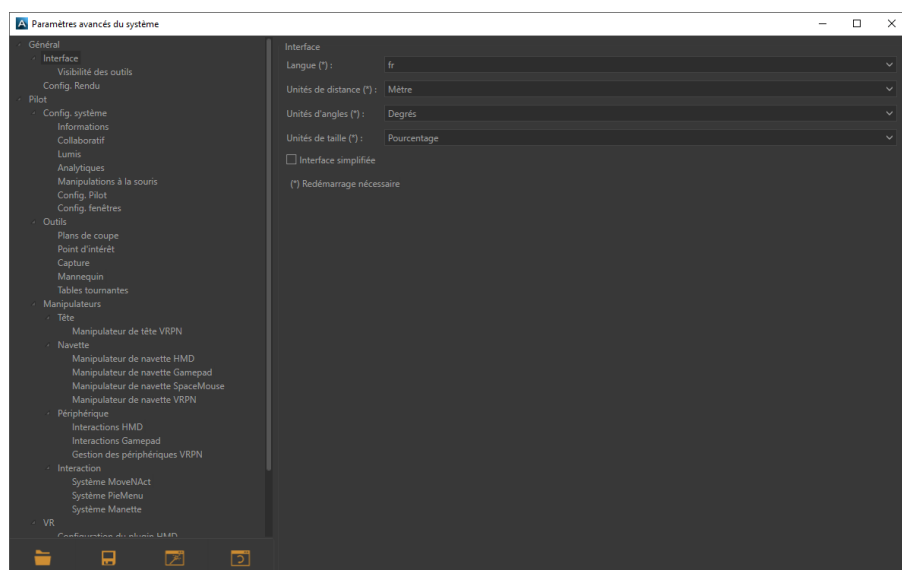 Paramètres avancés du système
Général
Interface
Visibilité des outils
Config. Rendu
Pilot
Config. système
Informations
Collaboratif
Lumis
Analytiques
Manipulations à la souris
Config. Pilot
Config. fenêtres
Outils
Plans de coupe
Point d'intérêt
Capture
Mannequin
Tables tournantes
Manipulateurs
Tête
Manipulateur de tête VRPN
Navette
Manipulateur de navette HMD
Manipulateur de navette Gamepad
Manipulateur de navette SpaceMouse
Manipulateur de navette VRPN
Périphérique
Interactions HMD
Interactions Gamepad
Gestion des périphériques VRPN
Interaction
Système MoveNAct
Système PieMenu
Système Manette
VR
Configuration du plugin HMD
Interface
Langue (*) : fr
Unités de distance (*) : Mètre
Unités d'angles (*) : Degrés
Unités de taille (*) : Pourcentage
Interface simplifiée
(*) Redémarrage nécessaire